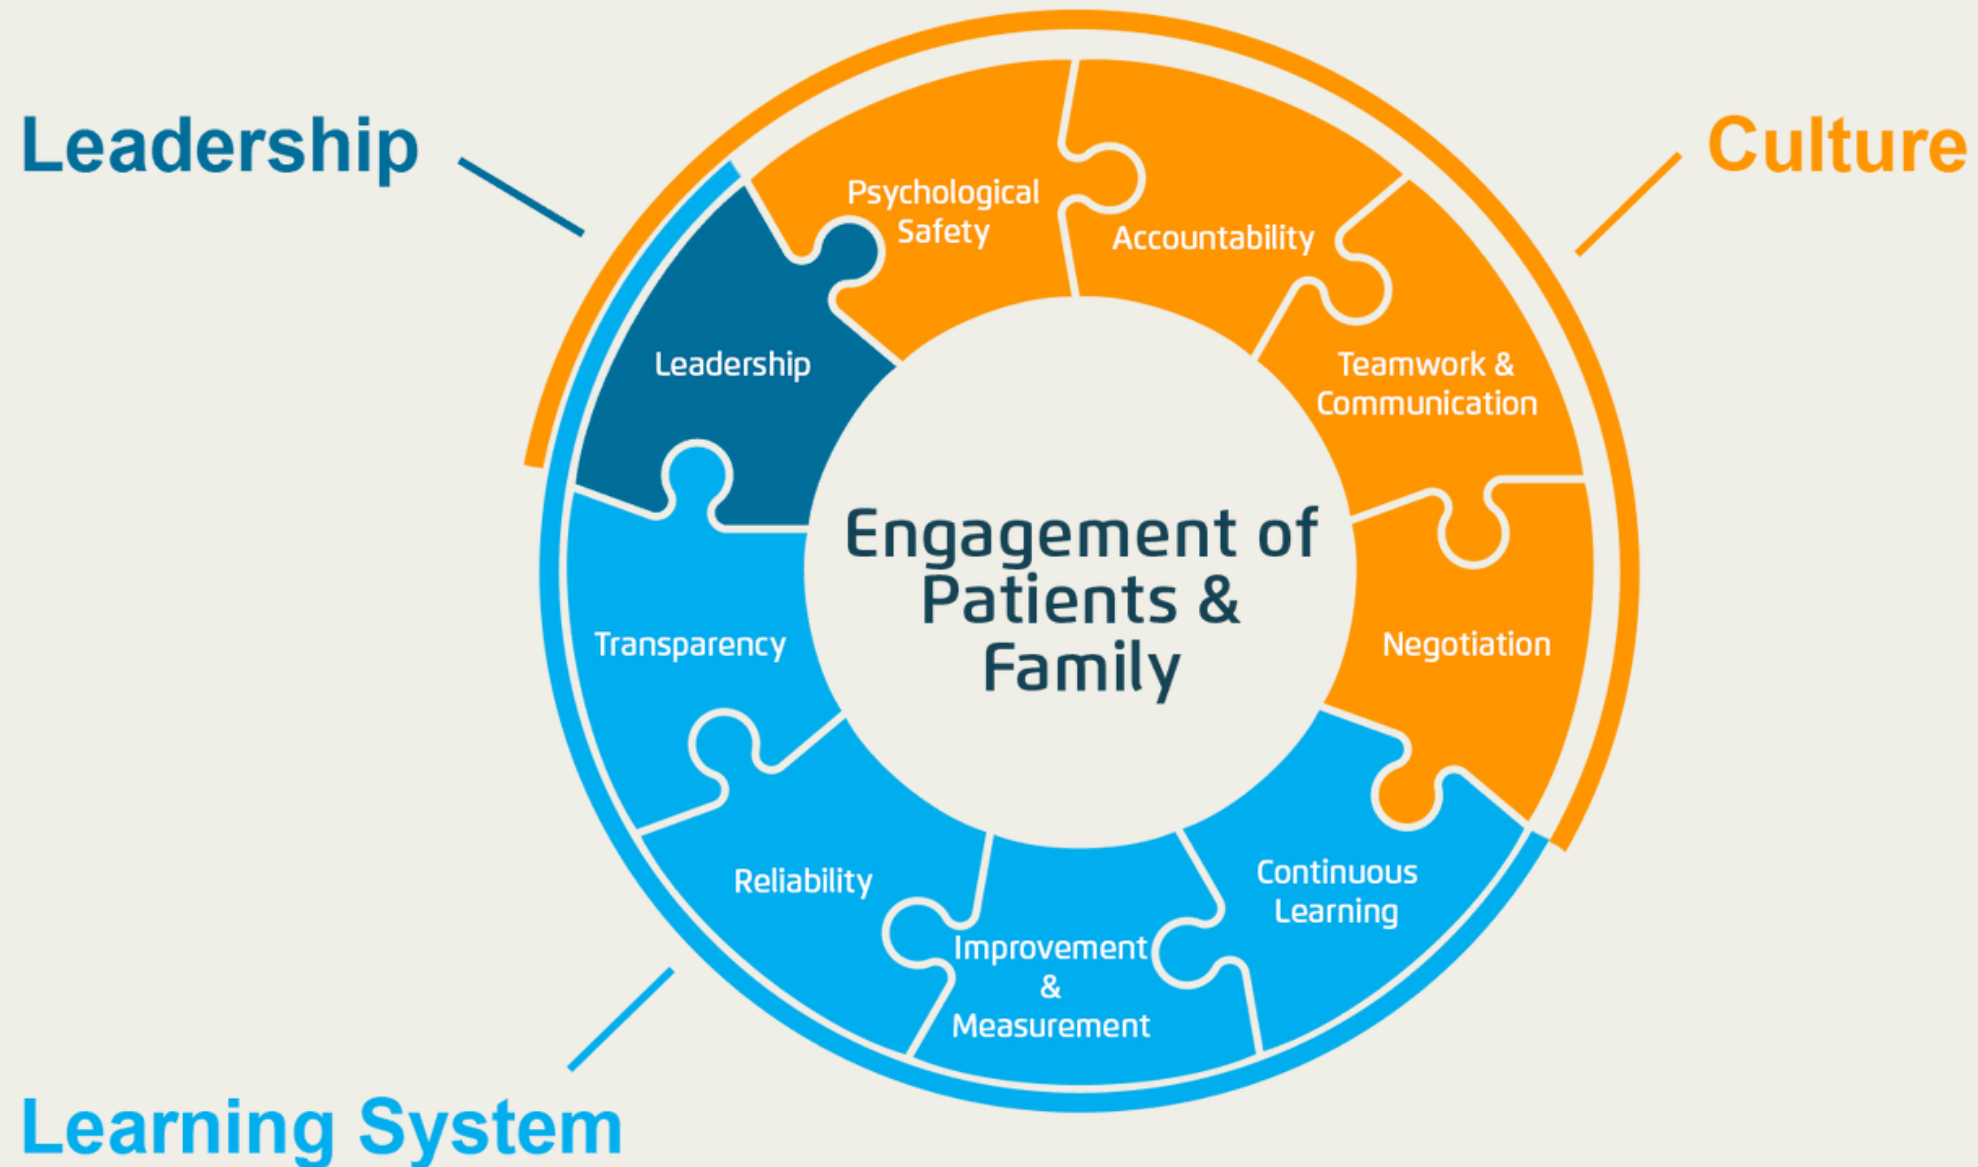 Leadership
Culture
Psychological
Safety
Accountability
Leadership
Teamwork &
Communication
Engagement of
Patients &
Family
Transparency
Negotiation
Reliability
Continuous
Learning
Improvement
&
Measurement
Learning System